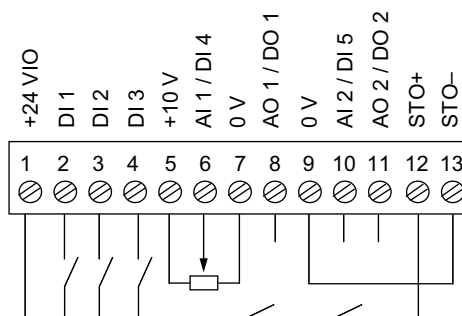 +24 VIO
DI 1
DI 2
DI 3
+10 V
AI 1 / DI 4
0 V
AO 1 / DO 1
0 V
AI 2 / DI 5
AO 2 / DO 2
STO+
STO–
1 2 3 4 5 6 7 8 9 10 11 12 13